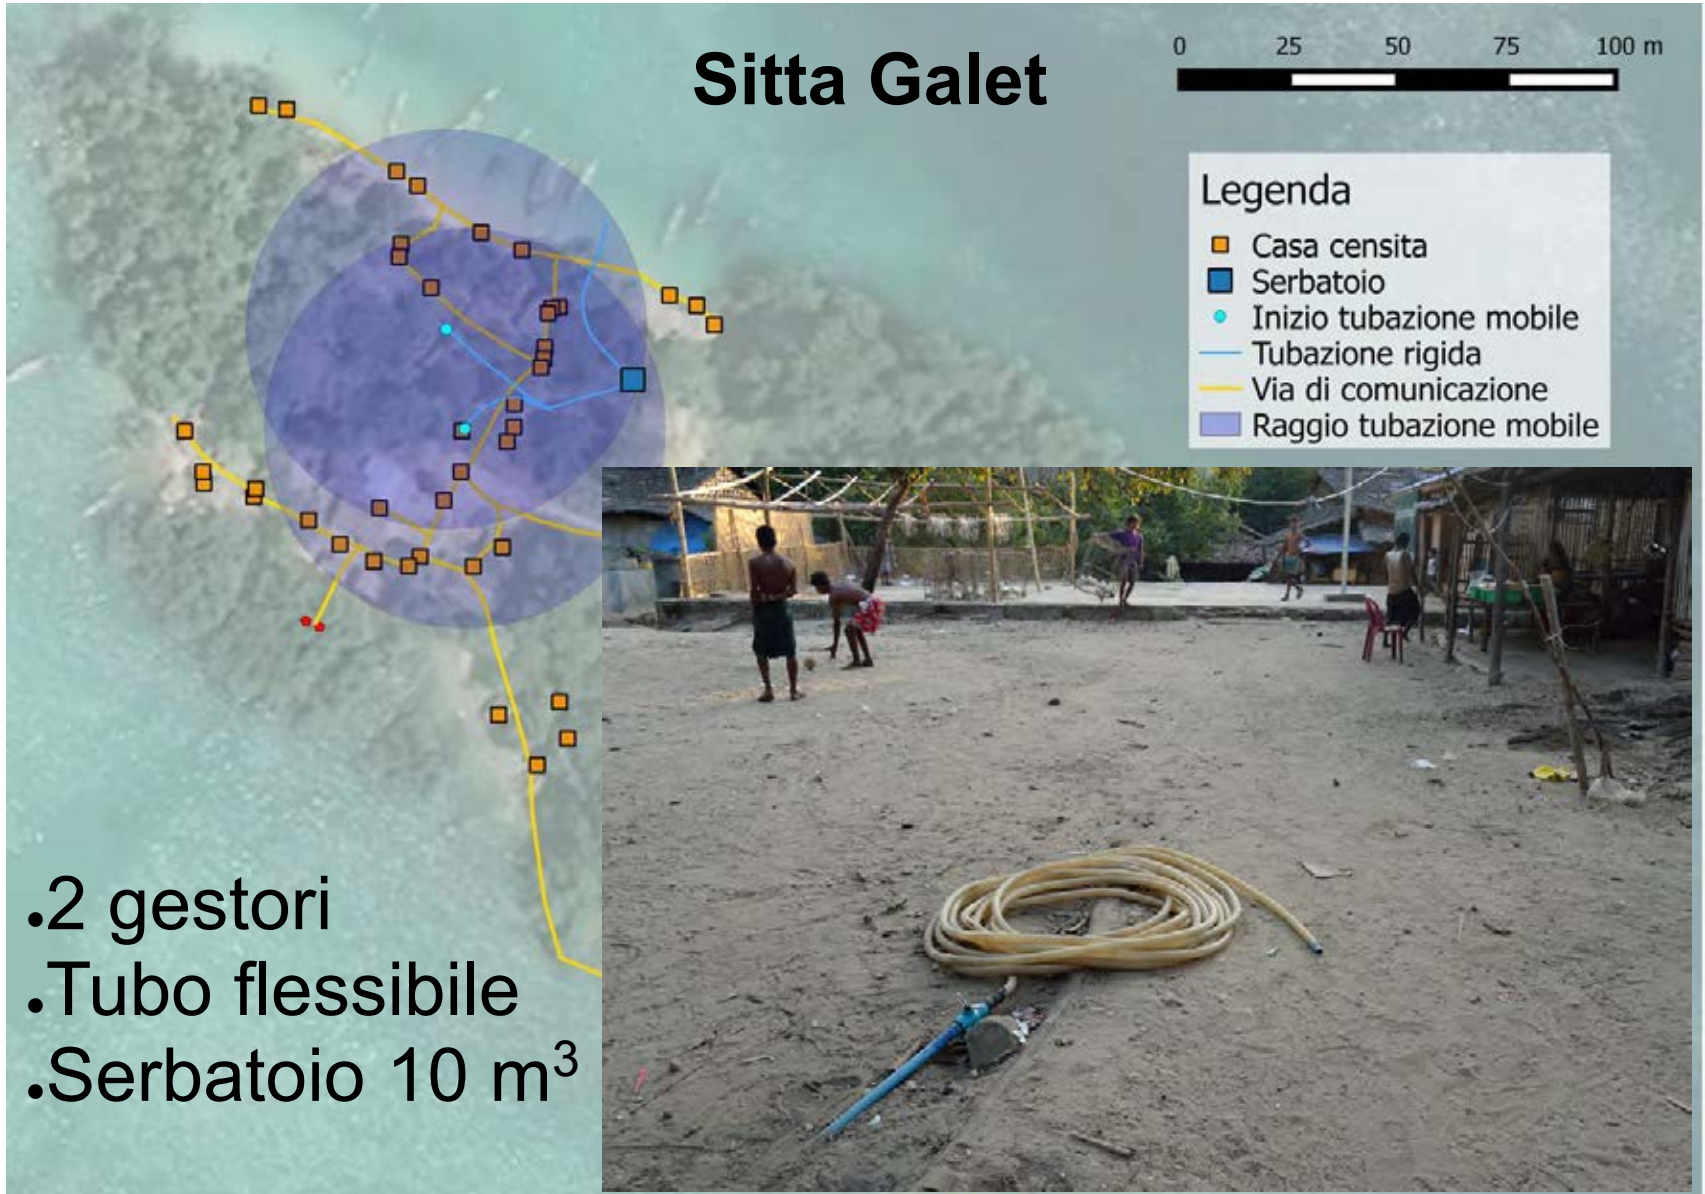 Sitta Galet
0 25 50 75 100 m
Legenda
Casa censita
Serbatoio
Inizio tubazione mobile
Tubazione rigida
Via di comunicazione
Raggio tubazione mobile
●2 gestori
●Tubo flessibile
●Serbatoio 10 m³